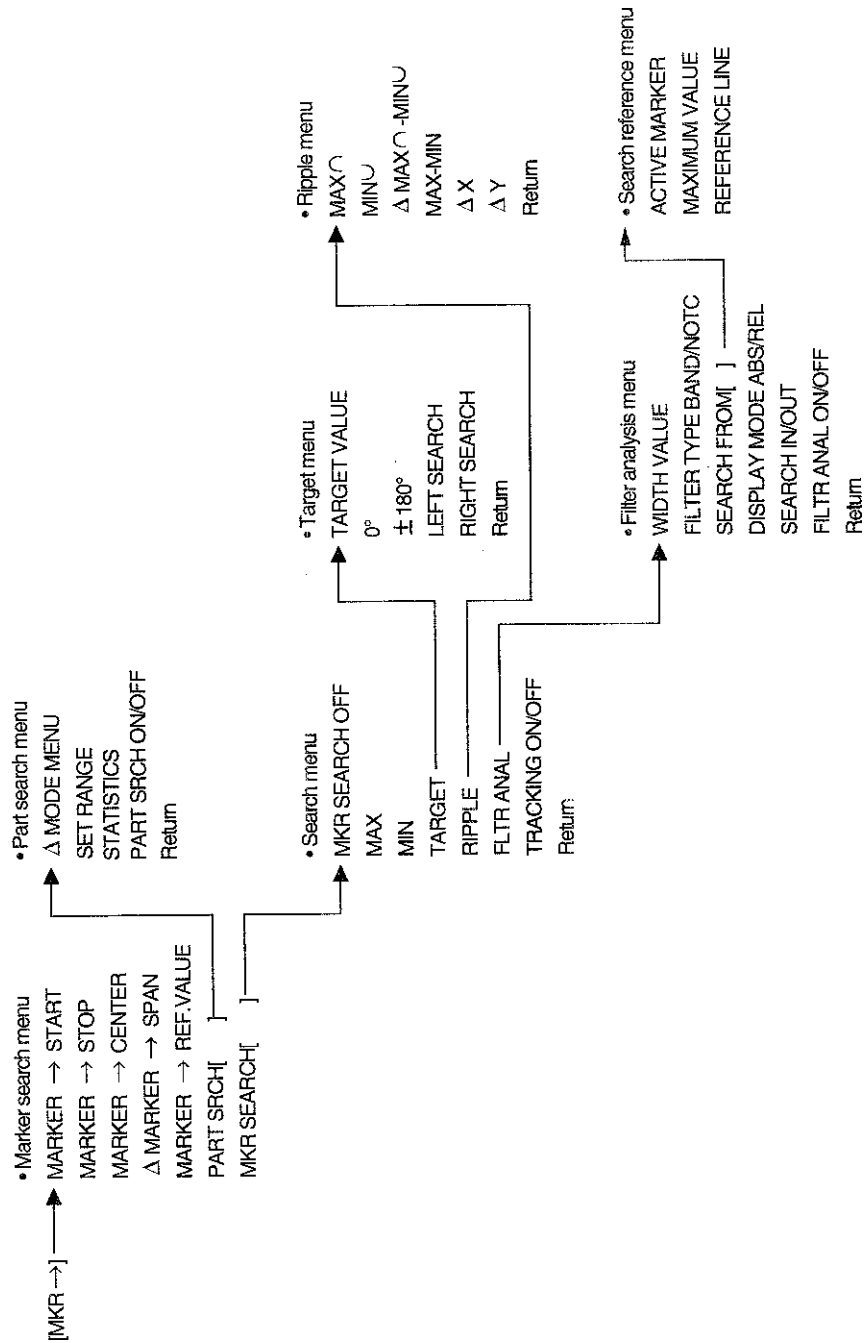 [MKR →]
• Marker search menu
MARKER → START
MARKER → STOP
MARKER → CENTER
Δ MARKER → SPAN
MARKER → REF.VALUE
PART SRCH[ ]
MKR SEARCH[ ]
• Part search menu
Δ MODE MENU
SET RANGE
STATISTICS
PART SRCH ON/OFF
Return
• Search menu
MKR SEARCH OFF
MAX
MIN
TARGET
RIPPLE
FLTR ANAL
TRACKING ON/OFF
Return
• Target menu
TARGET VALUE
0°
±180°
LEFT SEARCH
RIGHT SEARCH
Return
• Ripple menu
MAX∩
MIN∪
Δ MAX∩-MIN∪
MAX-MIN
Δ X
Δ Y
Return
• Filter analysis menu
WIDTH VALUE
FILTER TYPE BAND/NOTC
SEARCH FROM[ ]
DISPLAY MODE ABS/REL
SEARCH IN/OUT
FILTR ANAL ON/OFF
Return
• Search reference menu
ACTIVE MARKER
MAXIMUM VALUE
REFERENCE LINE